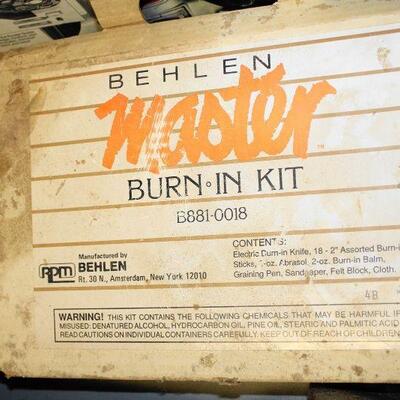 BEHLEN
Master ™
BURN·IN KIT
B881-0018
CONTENTS:
Electric Burn-in Knife, 18 - 2" Assorted Burn-in
Sticks, -oz. Abrasol, 2-oz. Burn-in Balm,
Graining Pen, Sandpaper, Felt Block, Cloth.
rpm
Manufactured by
BEHLEN
Rt. 30 N., Amsterdam, New York 12010
4B
WARNING! THIS KIT CONTAINS THE FOLLOWING CHEMICALS THAT MAY BE HARMFUL IF
MISUSED: DENATURED ALCOHOL, HYDROCARBON OIL, PINE OIL, STEARIC AND PALMITIC ACID
READ CAUTIONS ON INDIVIDUAL CONTAINERS CAREFULLY. KEEP OUT OF REACH OF CHILDREN